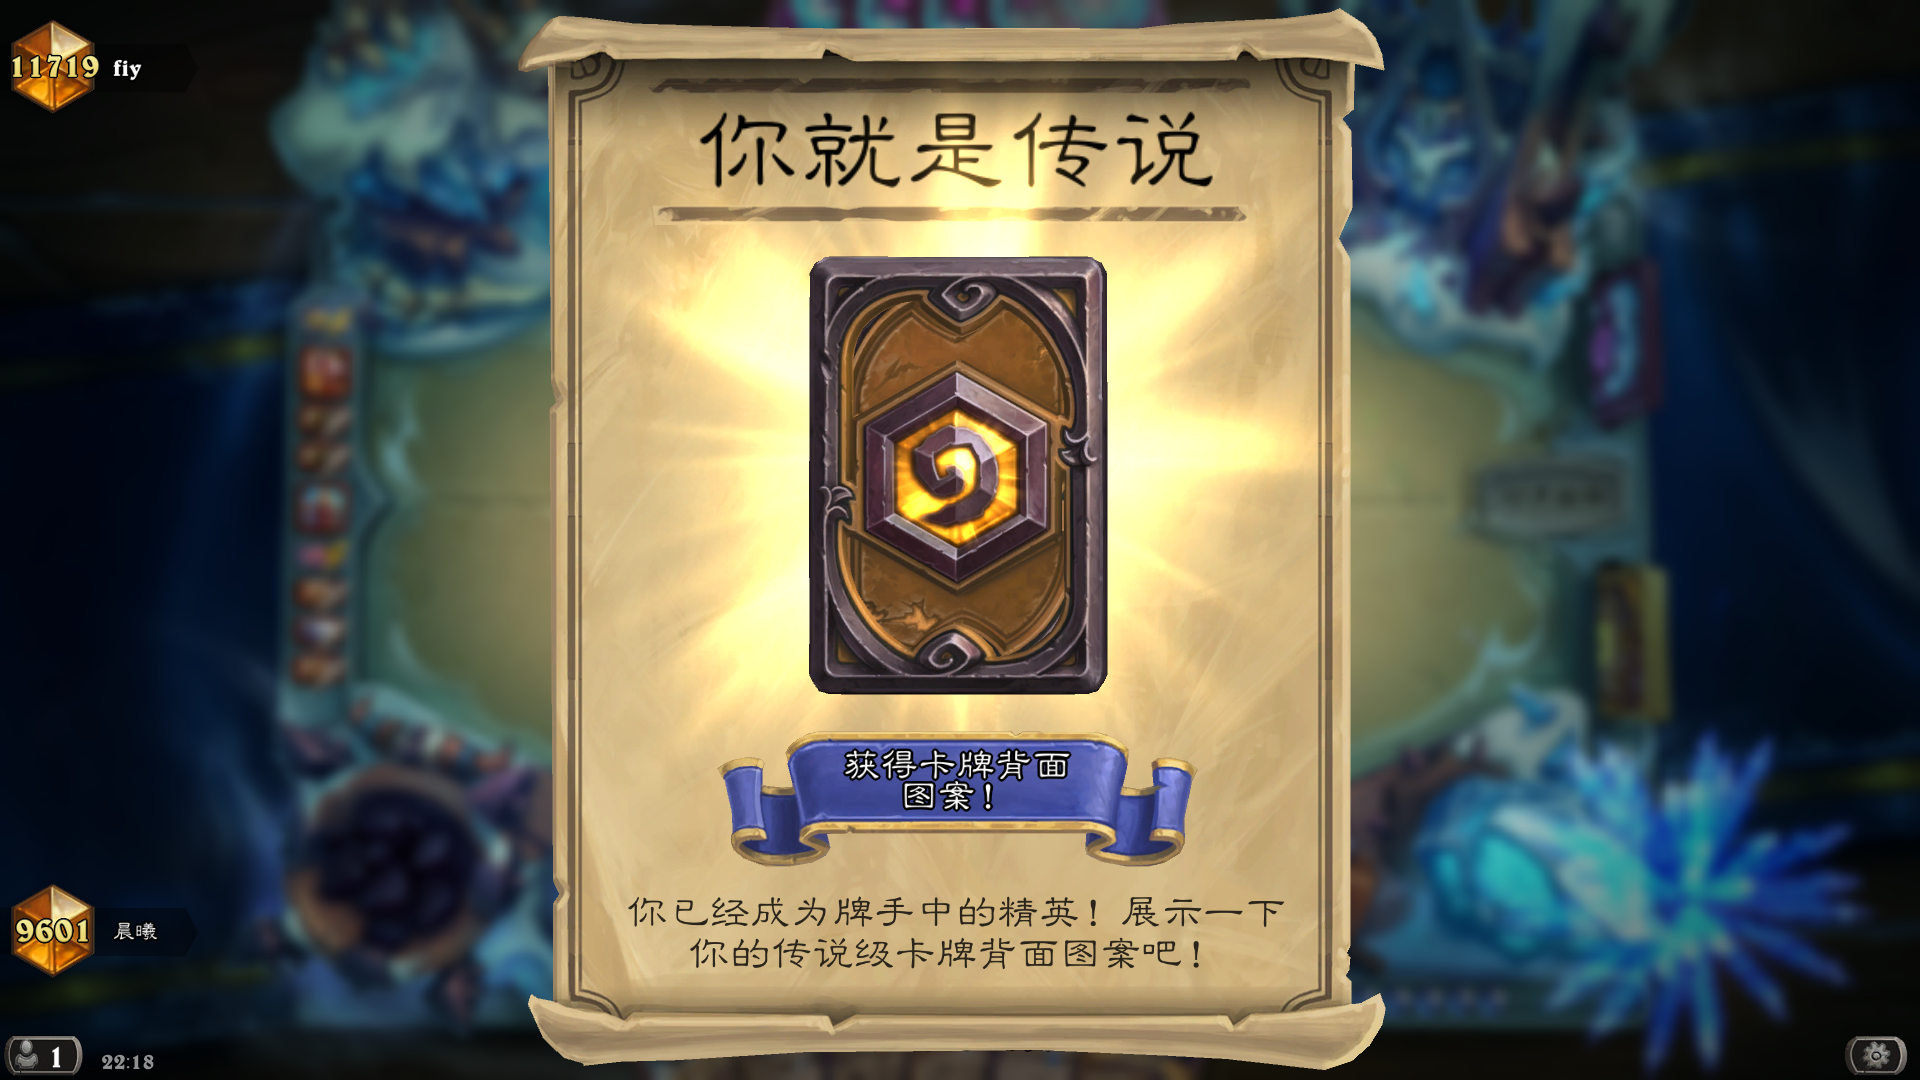 11719 fiy
你就是传说
获得卡牌背面
图案！
你已经成为牌手中的精英！展示一下
你的传说级卡牌背面图案吧！
9601 晨曦
1 22:18